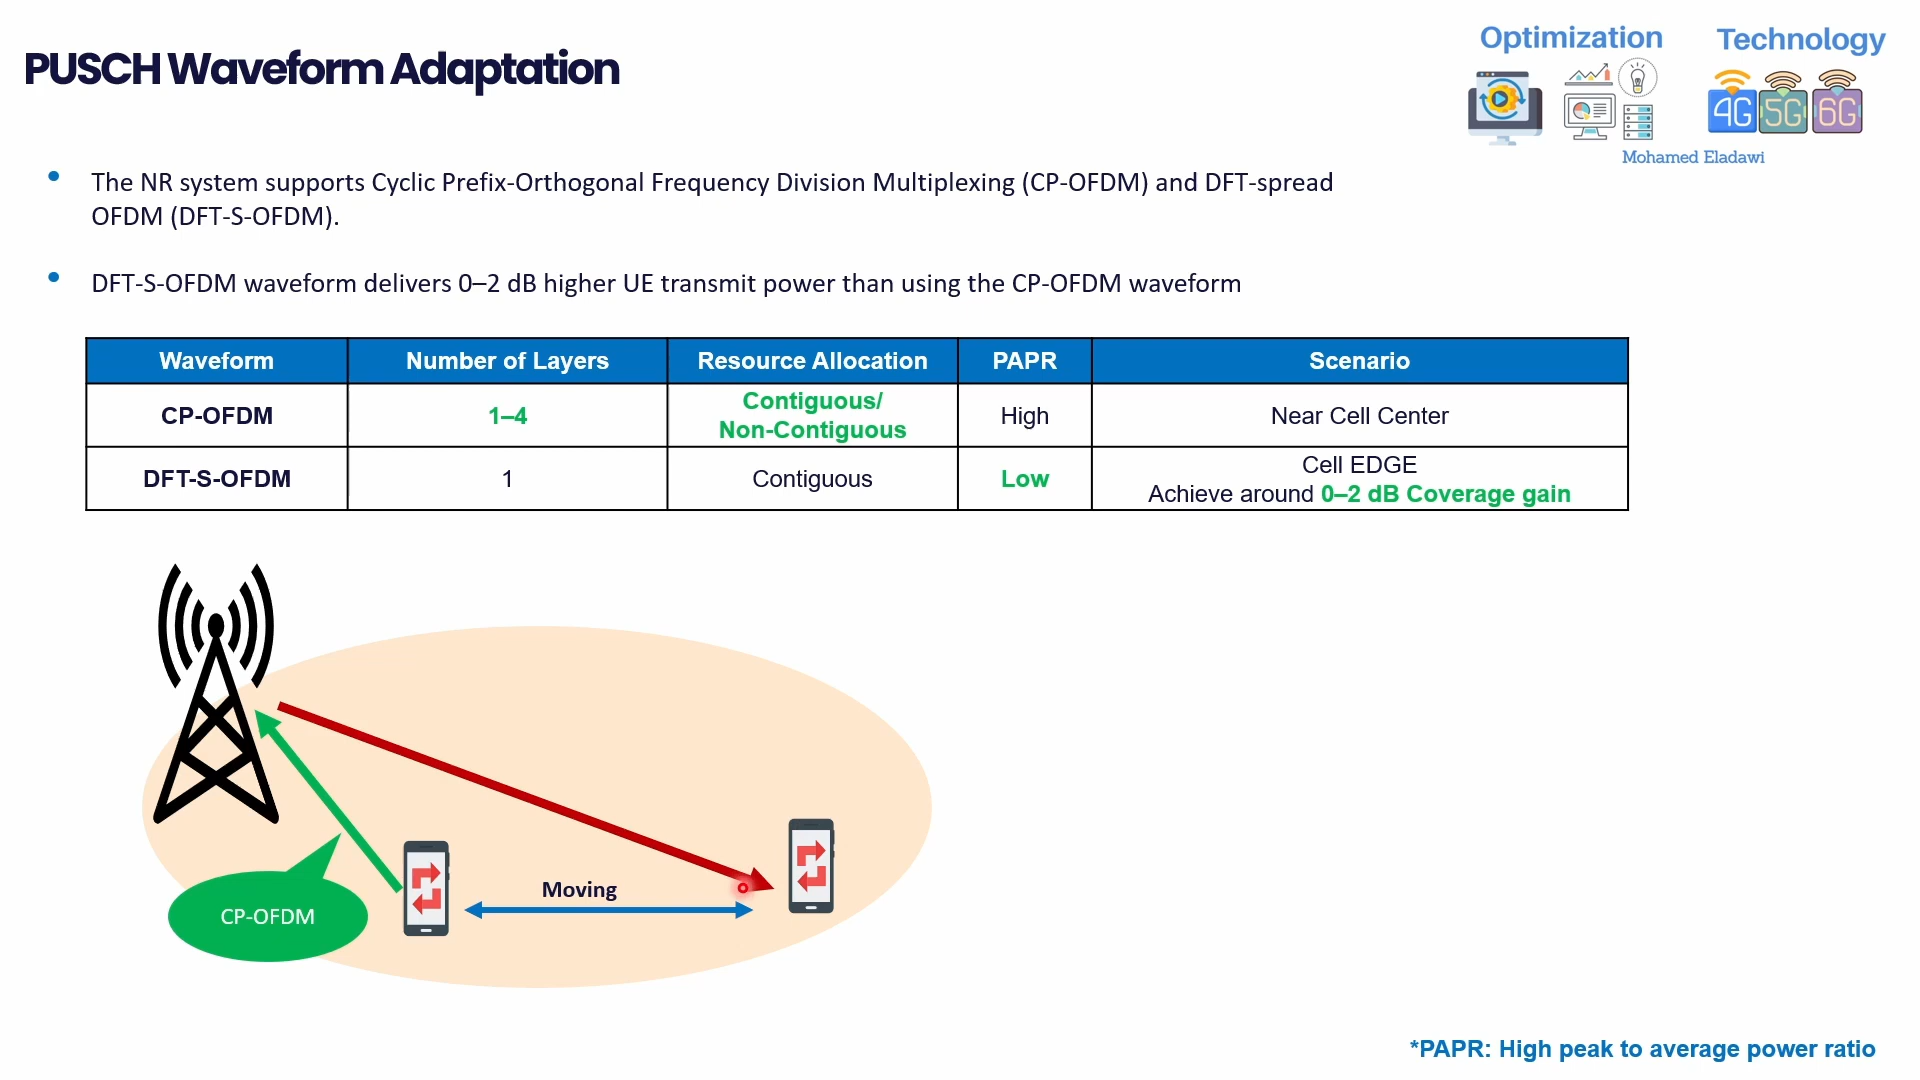 PUSCH Waveform Adaptation
Optimization
Technology
4G 5G 6G
Mohamed Eladawi
• The NR system supports Cyclic Prefix-Orthogonal Frequency Division Multiplexing (CP-OFDM) and DFT-spread
OFDM (DFT-S-OFDM).
• DFT-S-OFDM waveform delivers 0–2 dB higher UE transmit power than using the CP-OFDM waveform
Waveform Number of Layers Resource Allocation PAPR Scenario
CP-OFDM 1–4 Contiguous/
Non-Contiguous High Near Cell Center
DFT-S-OFDM 1 Contiguous Low Cell EDGE
Achieve around 0–2 dB Coverage gain
Moving
CP-OFDM
*PAPR: High peak to average power ratio